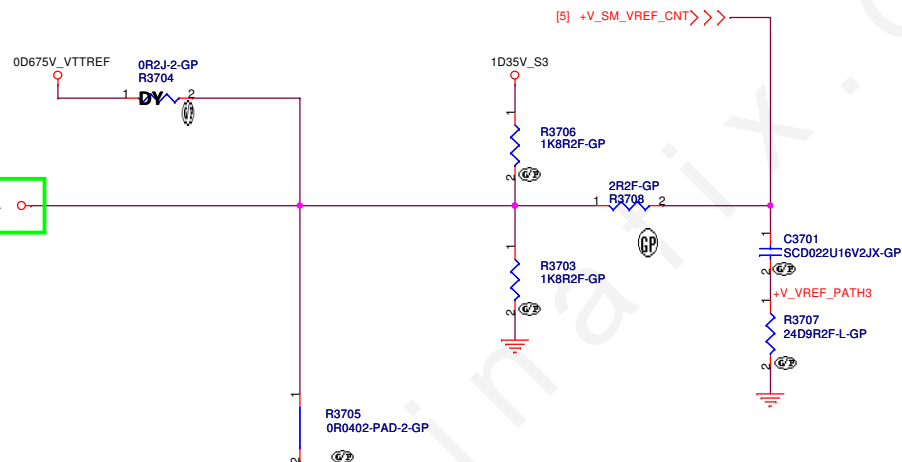 [5] +V_SM_VREF_CNT
0D675V_VTTREF
0R2J-2-GP
R3704
1 DY 2
1D35V_S3
1
R3706
1K8R2F-GP
2 G/P
2R2F-GP
1 R3708 2
GP
1
C3701
SCD022U16V2JX-GP
2 G/P
1
R3703
1K8R2F-GP
2 G/P
+V_VREF_PATH3
1
R3707
24D9R2F-L-GP
2 G/P
1
R3705
0R0402-PAD-2-GP
2 G/P